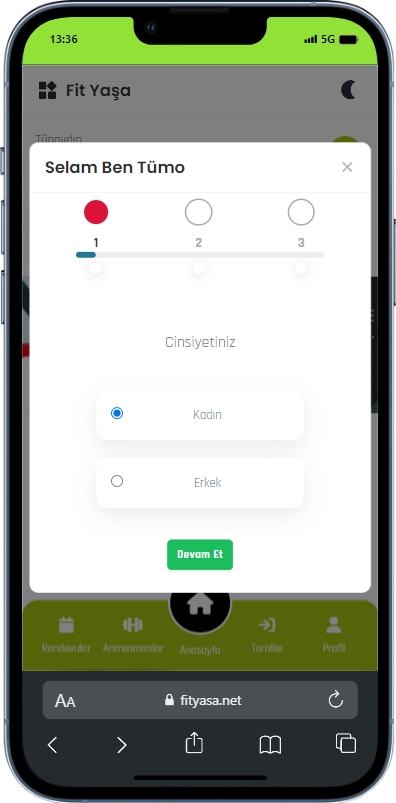 13:36
5G
Fit Yaşa
Tünaydın
Selam Ben Tümo
×
1 2 3
Cinsiyetiniz
Kadın
Erkek
Devam Et
Randevular Antrenmanlar Anasayfa Turnike Profil
AA fityasa.net